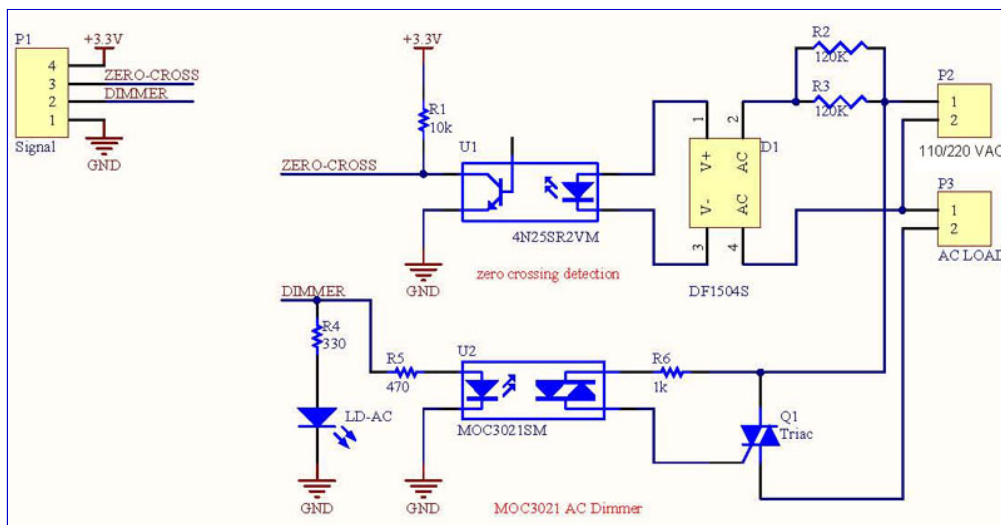 P1
+3.3V
4
3
2
1
ZERO-CROSS
DIMMER
Signal
GND
+3.3V
R1
10k
ZERO-CROSS
U1
4N25SR2VM
GND
zero crossing detection
1
2
V+
AC
V-
AC
3
4
D1
DF1504S
R2
120K
R3
120K
P2
1
2
110/220 VAC
P3
1
2
AC LOAD
DIMMER
R4
330
LD-AC
GND
R5
470
U2
MOC3021SM
GND
R6
1k
Q1
Triac
MOC3021 AC Dimmer